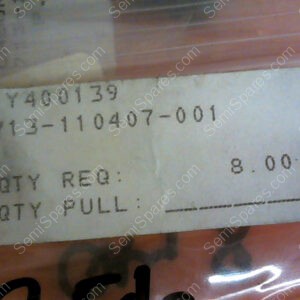 Y400139
713-110407-001
QTY REQ: 8.00
QTY PULL: